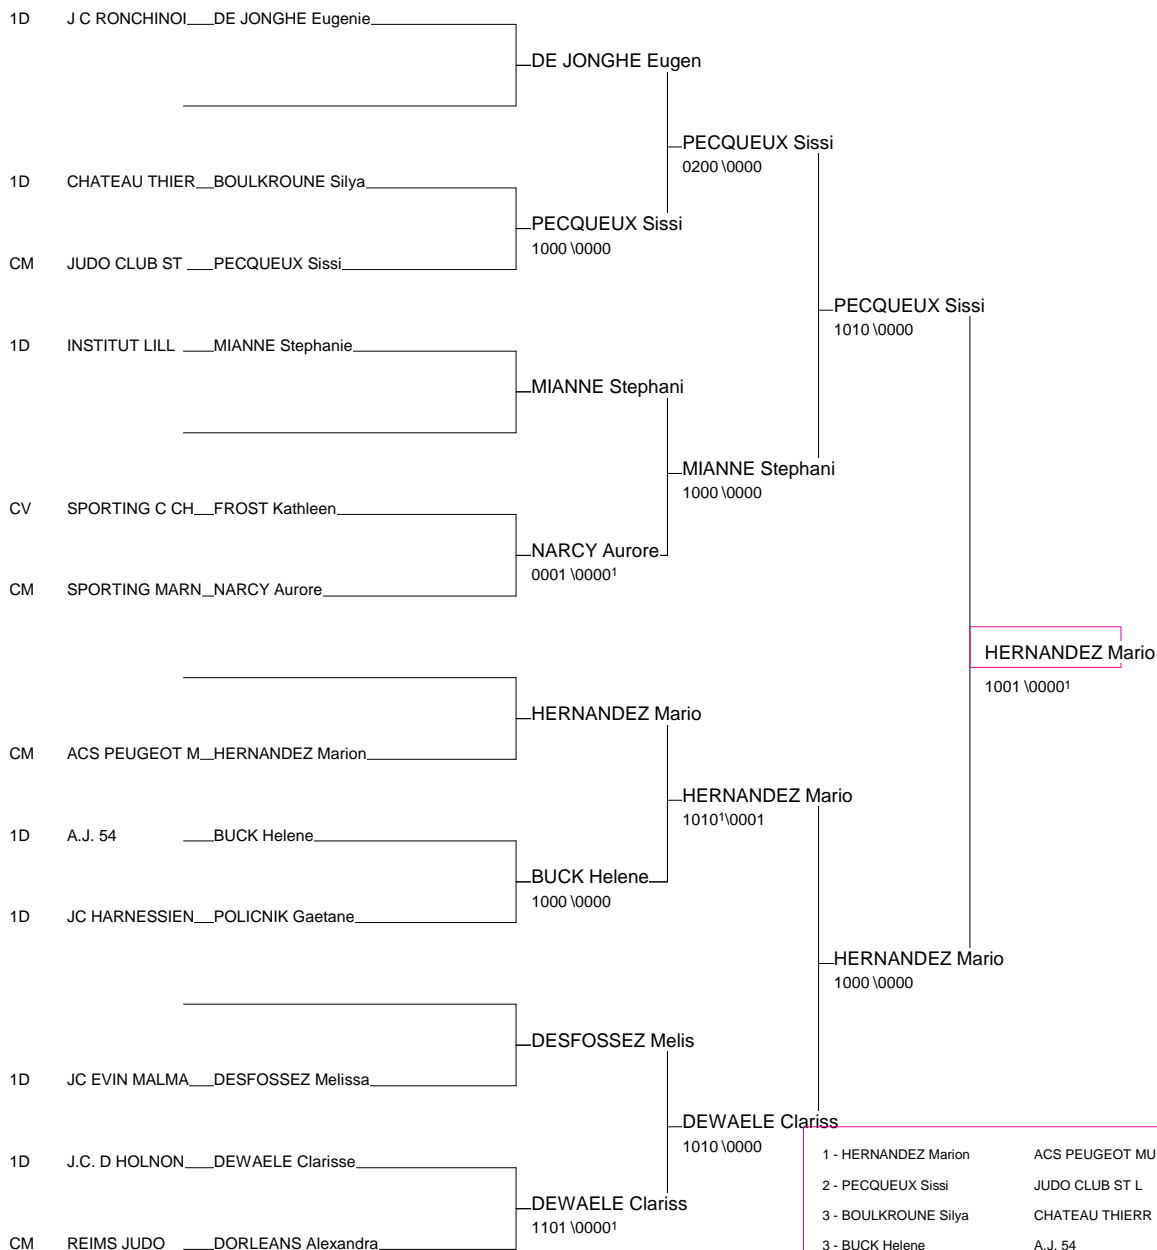 1D J C RONCHINOI DE JONGHE Eugenie
DE JONGHE Eugen
PECQUEUX Sissi
0200 \0000
1D CHATEAU THIER BOULKROUNE Silya
PECQUEUX Sissi
1000 \0000
CM JUDO CLUB ST PECQUEUX Sissi
PECQUEUX Sissi
1010 \0000
1D INSTITUT LILL MIANNE Stephanie
MIANNE Stephani
MIANNE Stephani
1000 \0000
CV SPORTING C CH FROST Kathleen
NARCY Aurore
0001 \0000¹
CM SPORTING MARN NARCY Aurore
HERNANDEZ Mario
1001 \0000¹
HERNANDEZ Mario
CM ACS PEUGEOT M HERNANDEZ Marion
HERNANDEZ Mario
1010¹\0001
1D A.J. 54 BUCK Helene
BUCK Helene
1000 \0000
1D JC HARNESSIEN POLICNIK Gaetane
HERNANDEZ Mario
1000 \0000
DESFOSSEZ Melis
1D JC EVIN MALMA DESFOSSEZ Melissa
DEWAELE Clariss
1010 \0000
1D J.C. D HOLNON DEWAELE Clarisse
DEWAELE Clariss
1101 \0000¹
CM REIMS JUDO DORLEANS Alexandra
1 - HERNANDEZ Marion ACS PEUGEOT MU
2 - PECQUEUX Sissi JUDO CLUB ST L
3 - BOULKROUNE Silya CHATEAU THIERR
3 - BUCK Helene A.J. 54